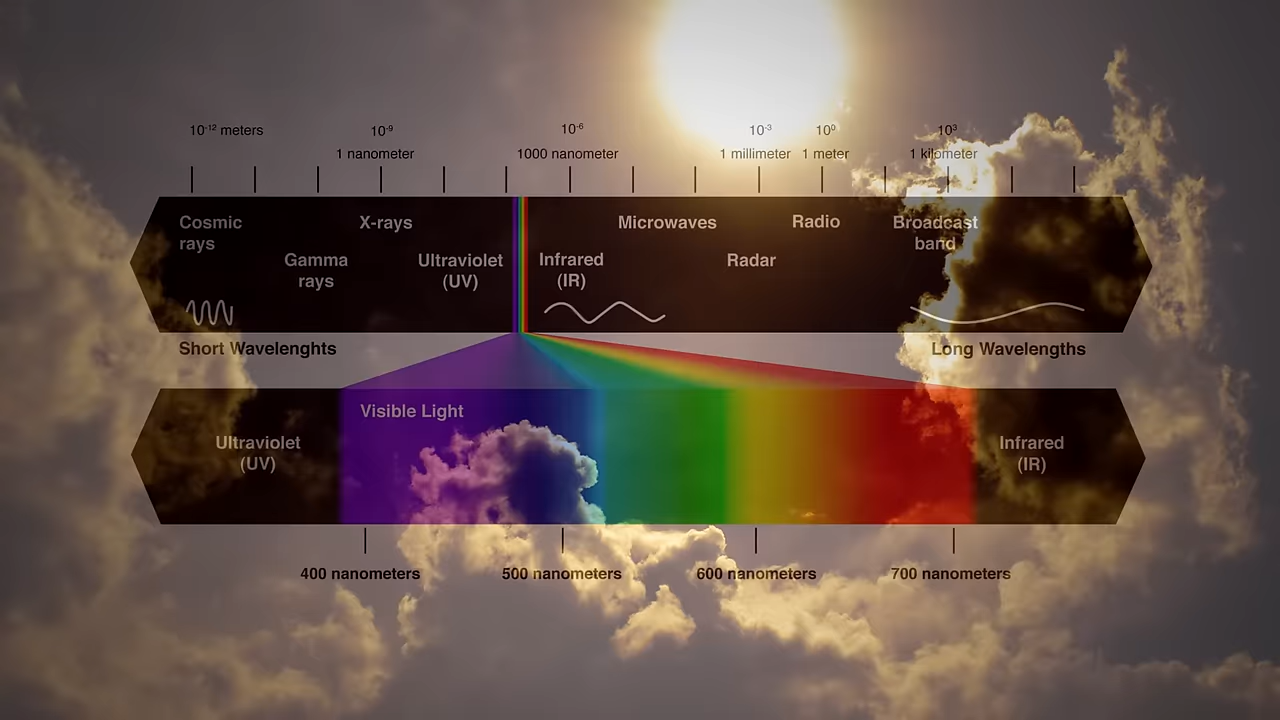 10⁻¹² meters
10⁻⁹
10⁻⁶
10⁻³
10⁰
10³
1 nanometer
1000 nanometer
1 millimeter
1 meter
1 kilometer
Cosmic
rays
Gamma
rays
X-rays
Ultraviolet
(UV)
Infrared
(IR)
Microwaves
Radar
Radio
Broadcast
band
Short Wavelenghts
Long Wavelengths
Visible Light
Ultraviolet
(UV)
Infrared
(IR)
400 nanometers
500 nanometers
600 nanometers
700 nanometers